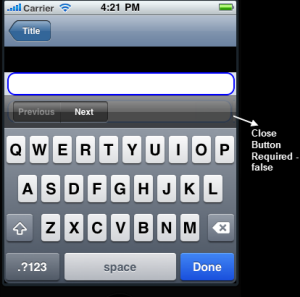 Carrier 4:21 PM
Title
Previous Next
Close
Button
Required -
false
Q W E R T Y U I O P
A S D F G H J K L
Z X C V B N M
.?123 space Done